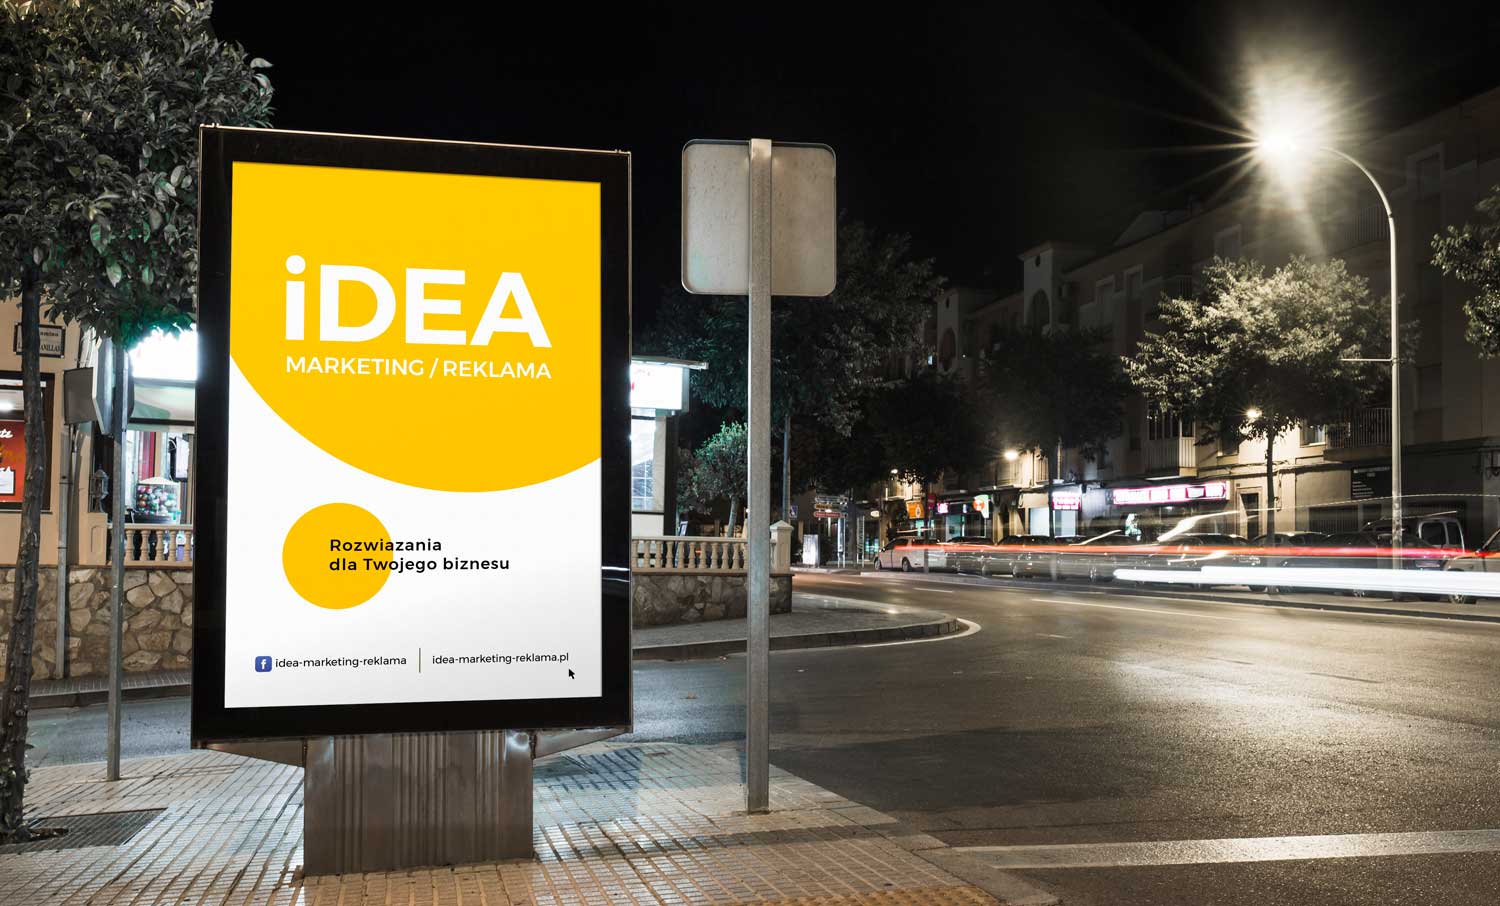 iDEA
MARKETING / REKLAMA
Rozwiazania
dla Twojego biznesu
idea-marketing-reklama
idea-marketing-reklama.pl